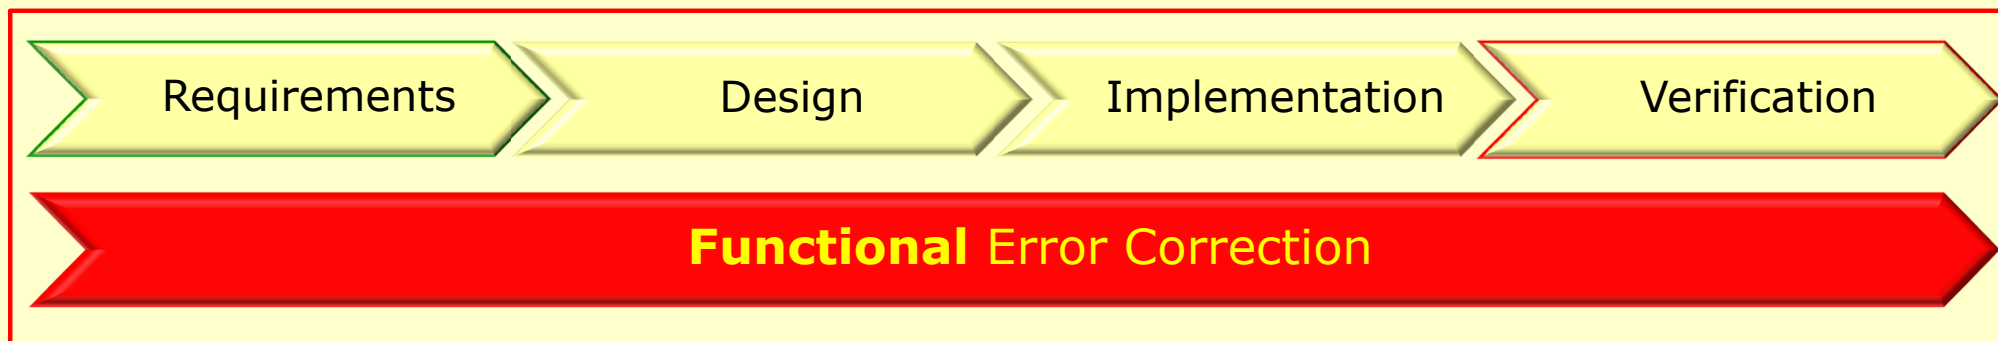 Requirements Design Implementation Verification
Functional Error Correction